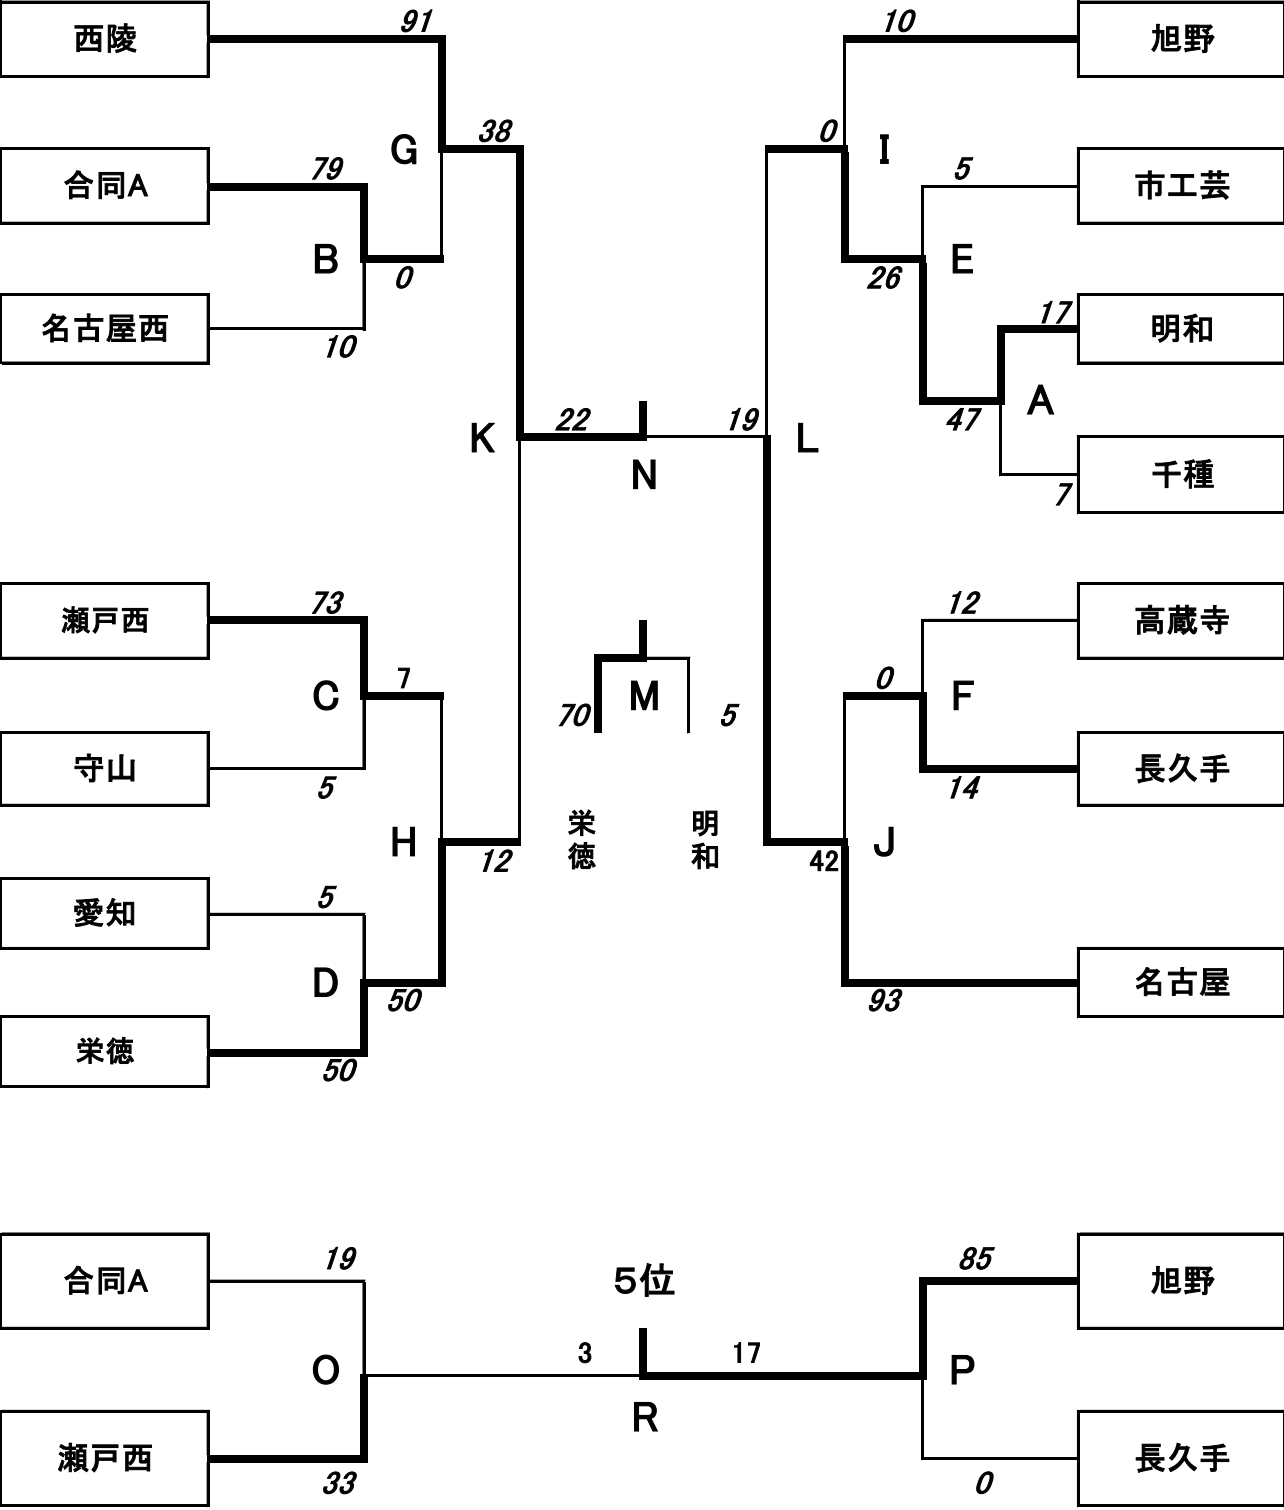 91
10
西陵
旭野
38
0
G
I
合同A
79
5
市工芸
B
0
26
E
名古屋西
10
17
明和
22
19
47
A
K
L
N
千種
7
瀬戸西
73
12
高蔵寺
C
7
0
F
70
M
5
守山
5
14
長久手
栄徳
明和
H
12
42
J
愛知
5
D
50
93
名古屋
栄徳
50
合同A
19
5位
85
旭野
O
3
17
P
R
瀬戸西
33
0
長久手